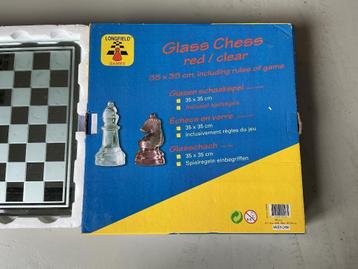 LONGFIELD
GAMES
Glass Chess
red / clear
35 x 35 cm, including rules of game
Glazen schaakspel
35 x 35 cm
Inclusief spelregels
Échecs en verre
35 x 35 cm
inclusivement règles du jeu
Glasschach
35 x 35 cm
Spielregeln einbegriffen